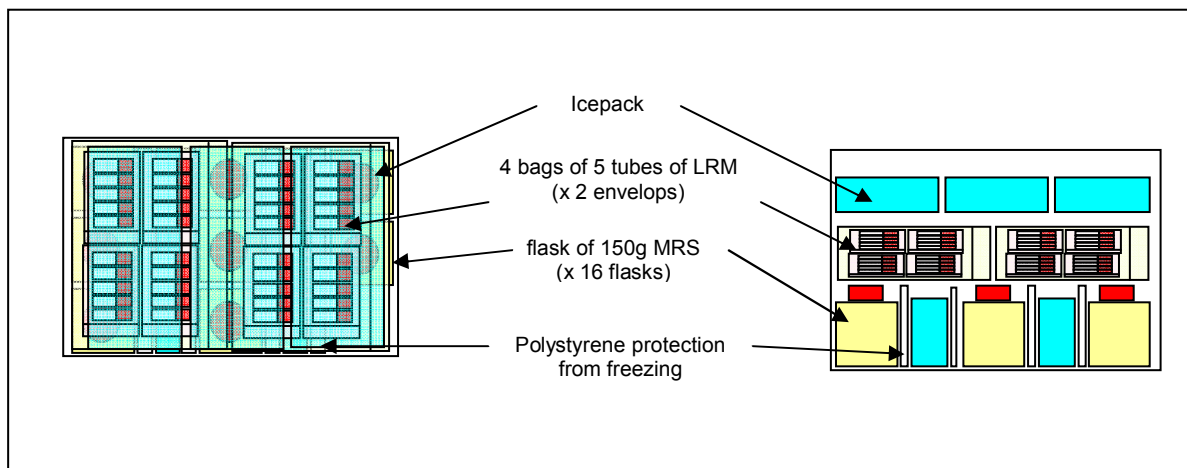 Icepack
4 bags of 5 tubes of LRM
(x 2 envelops)
flask of 150g MRS
(x 16 flasks)
Polystyrene protection
from freezing